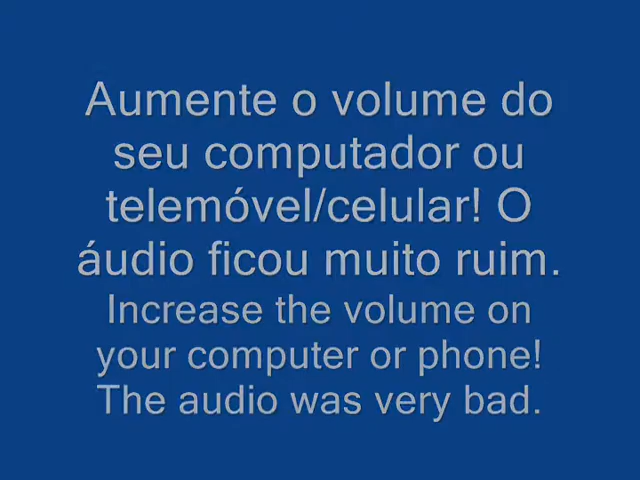 Aumente o volume do
seu computador ou
telemóvel/celular! O
áudio ficou muito ruim.
Increase the volume on
your computer or phone!
The audio was very bad.